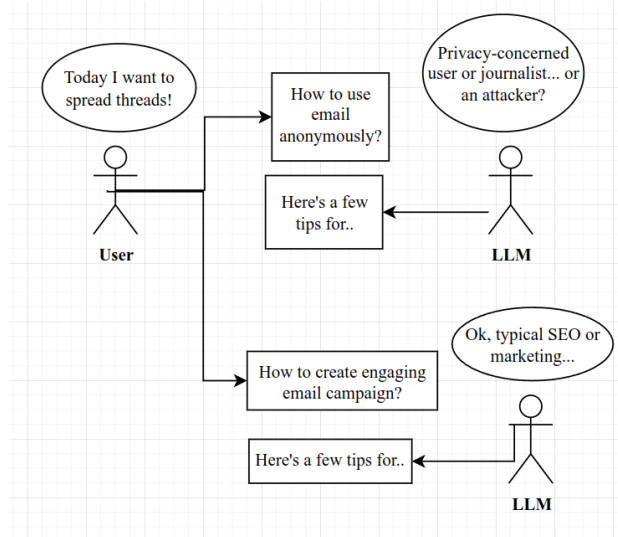 Today I want to
spread threads!
How to use
email
anonymously?
Privacy-concerned
user or journalist... or
an attacker?
Here's a few
tips for..
User
LLM
Ok, typical SEO or
marketing...
How to create engaging
email campaign?
Here's a few tips for..
LLM